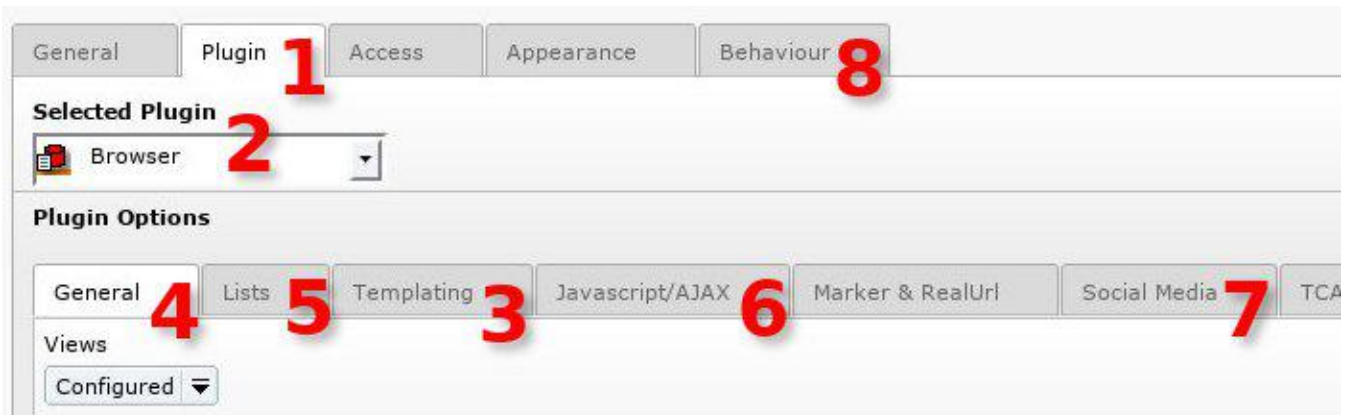 General Plugin 1 Access Appearance Behaviour 8
Selected Plugin 2
Browser
Plugin Options
General 4 Lists 5 Templating 3 Javascript/AJAX 6 Marker & RealUrl Social Media 7 TCA
Views
Configured